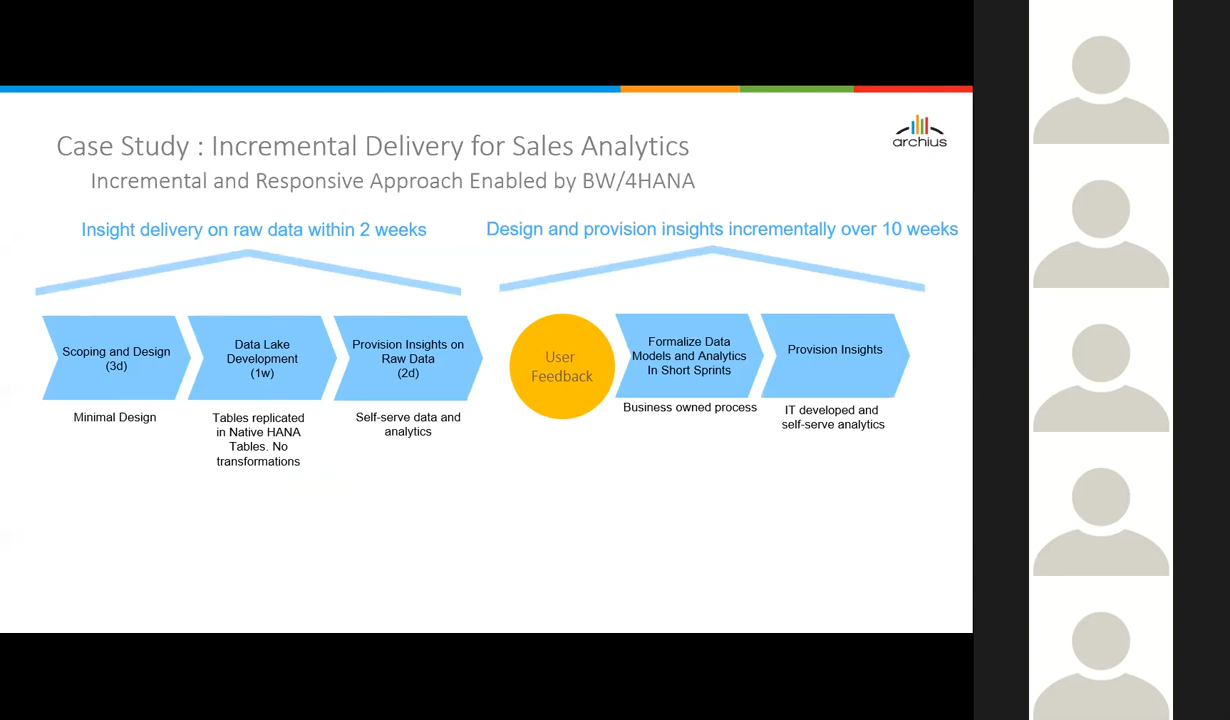 archius
Case Study : Incremental Delivery for Sales Analytics
Incremental and Responsive Approach Enabled by BW/4HANA
Insight delivery on raw data within 2 weeks
Design and provision insights incrementally over 10 weeks
Scoping and Design
(3d)
Minimal Design
Data Lake
Development
(1w)
Tables replicated
in Native HANA
Tables. No
transformations
Provision Insights on
Raw Data
(2d)
Self-serve data and
analytics
User
Feedback
Formalize Data
Models and Analytics
In Short Sprints
Business owned process
Provision Insights
IT developed and
self-serve analytics